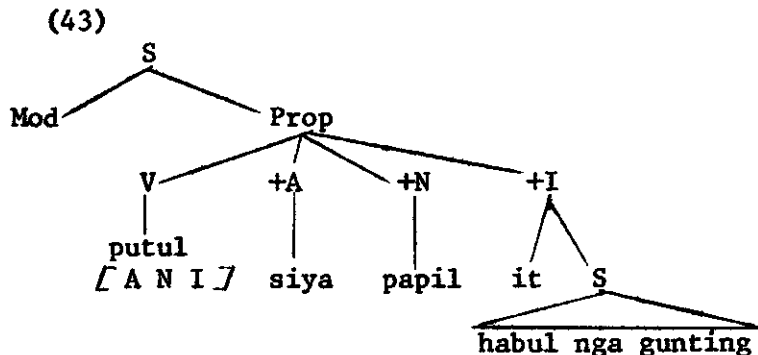 (43)
S
Mod Prop
V +A +N +I
putul
[ A N I ] siya papil it S
habul nga gunting